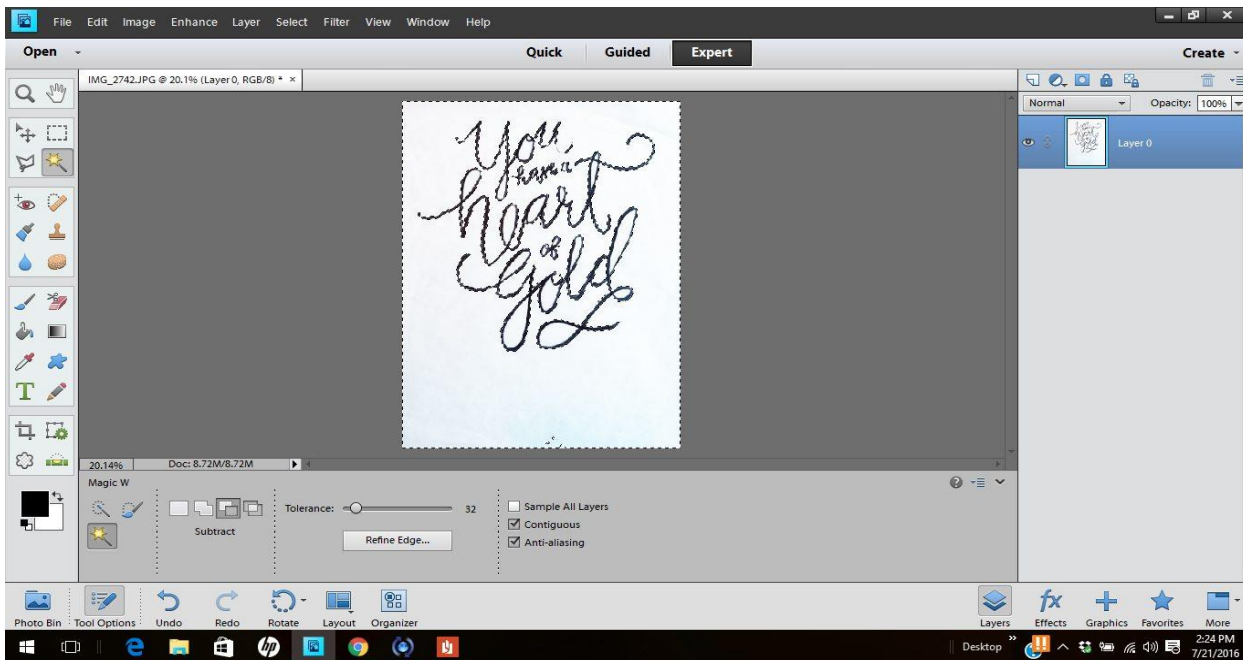 File Edit Image Enhance Layer Select Filter View Window Help
Open Quick Guided Expert Create
IMG_2742.JPG @ 20.1% (Layer 0, RGB/8) * ×
Normal Opacity: 100%
Layer 0
You
have a
heart
of
Gold
T
20.14% Doc: 8.72M/8.72M
Magic W
Subtract
Tolerance: 32
Refine Edge...
Sample All Layers
Contiguous
Anti-aliasing
Photo Bin Tool Options Undo Redo Rotate Layout Organizer Layers Effects Graphics Favorites More
fx
hp
Desktop
2:24 PM
7/21/2016